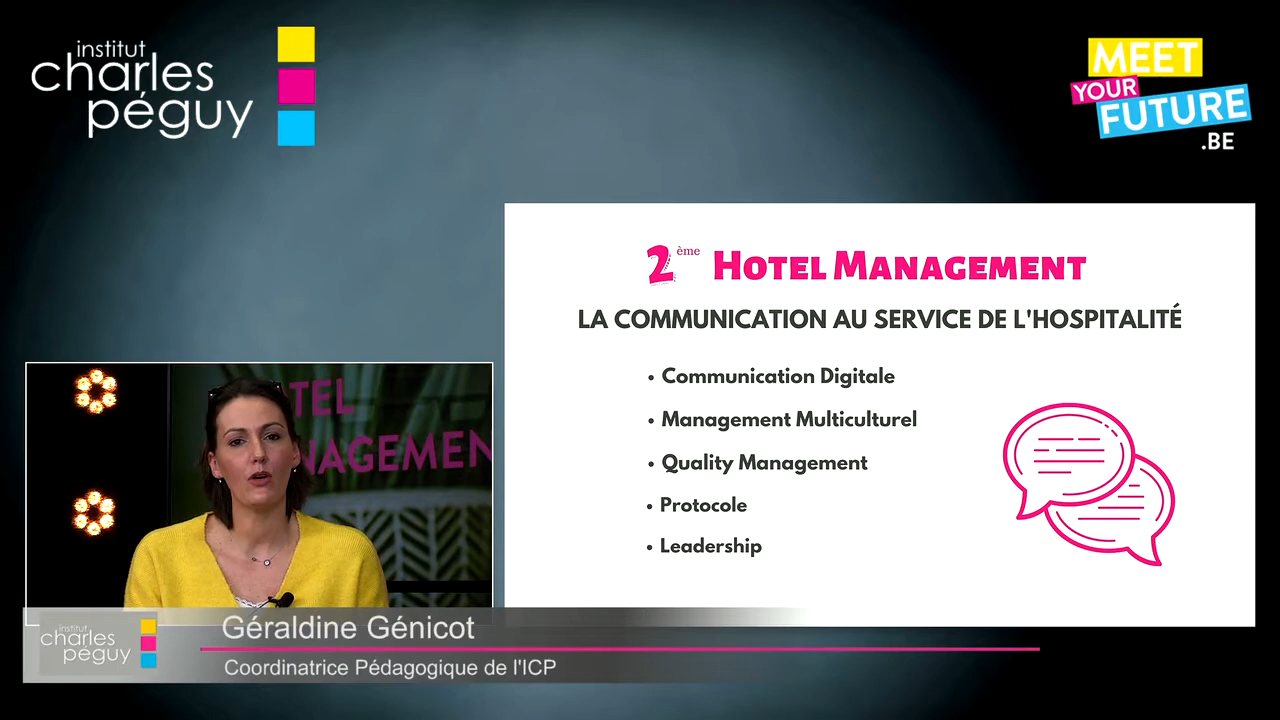 institut
charles
péguy
MEET
YOUR
FUTURE
.BE
2ème HOTEL MANAGEMENT
LA COMMUNICATION AU SERVICE DE L'HOSPITALITÉ
• Communication Digitale
• Management Multiculturel
• Quality Management
• Protocole
• Leadership
TEL
NAGEMEN
institut
charles
péguy
Géraldine Génicot
Coordinatrice Pédagogique de l'ICP